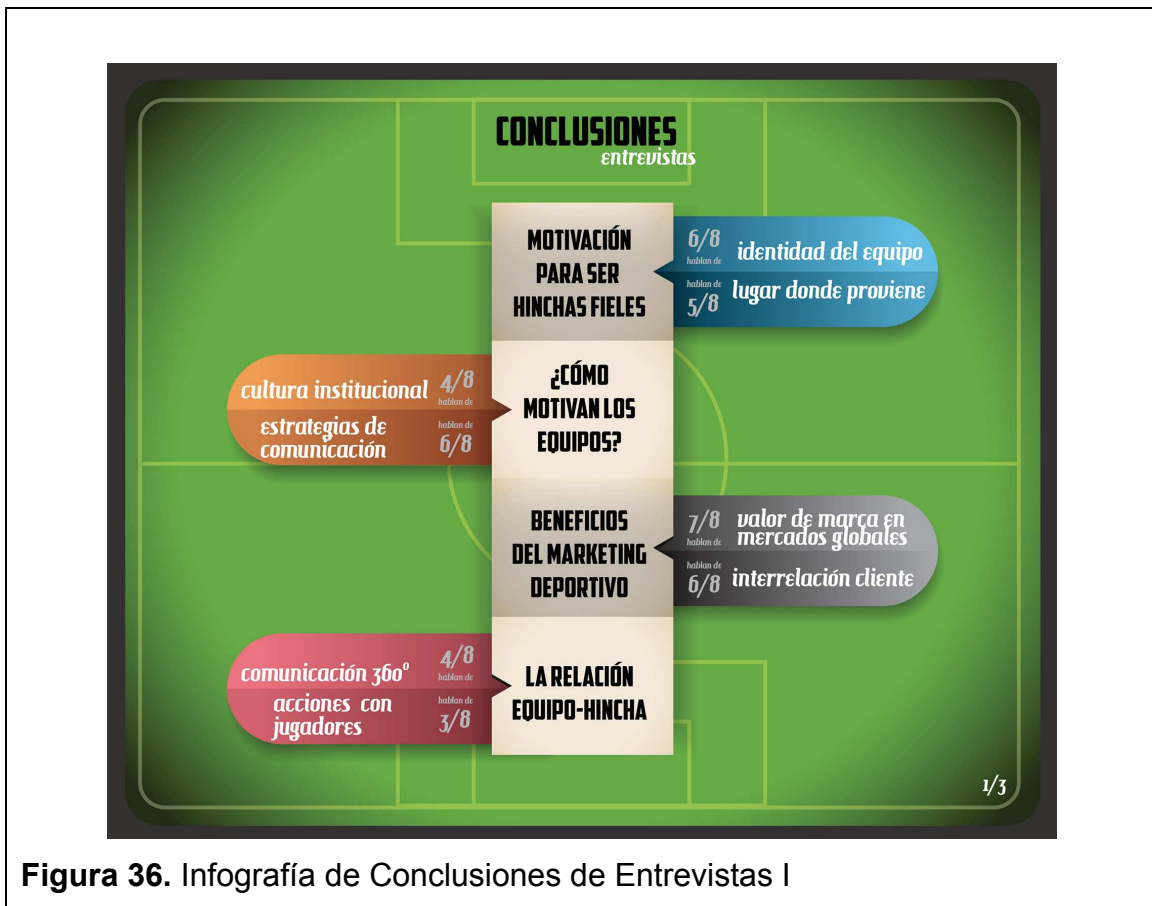 CONCLUSIONES
entrevistas
MOTIVACIÓN
PARA SER
HINCHAS FIELES
6/8
hablan de
identidad del equipo
hablan de
5/8
lugar donde proviene
cultura institucional
4/8
hablan de
estrategias de
comunicación
hablan de
6/8
¿CÓMO
MOTIVAN LOS
EQUIPOS?
BENEFICIOS
DEL MARKETING
DEPORTIVO
7/8
hablan de
valor de marca en
mercados globales
hablan de
6/8
interrelación cliente
comunicación 360º
4/8
hablan de
acciones con
jugadores
hablan de
3/8
LA RELACIÓN
EQUIPO-HINCHA
1/3
Figura 36. Infografía de Conclusiones de Entrevistas I